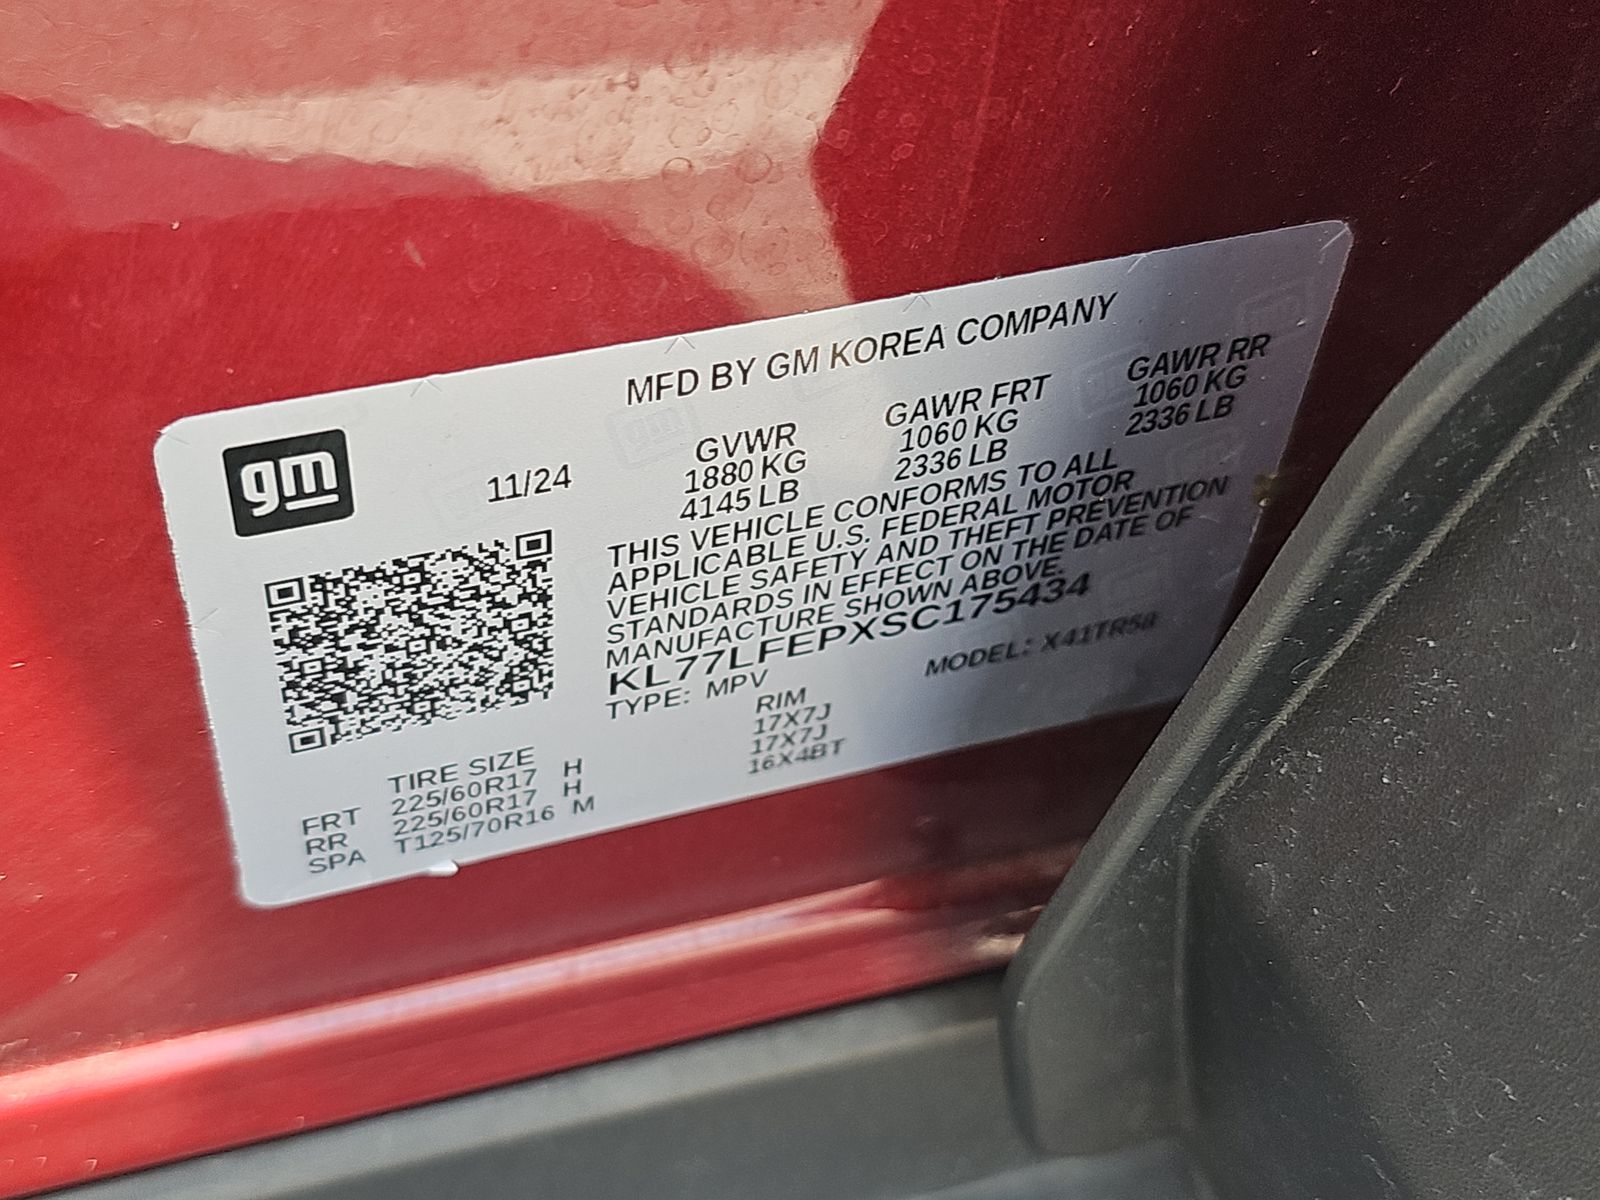 MFD BY GM KOREA COMPANY
gm
11/24
GVWR
1880 KG
4145 LB
GAWR FRT
1060 KG
2336 LB
GAWR RR
1060 KG
2336 LB
THIS VEHICLE CONFORMS TO ALL
APPLICABLE U.S. FEDERAL MOTOR
VEHICLE SAFETY AND THEFT PREVENTION
STANDARDS IN EFFECT ON THE DATE OF
MANUFACTURE SHOWN ABOVE.
KL77LFEPXSC175434
TYPE: MPV
MODEL: X41TR58
TIRE SIZE
RIM
FRT 225/60R17 H 17X7J
RR 225/60R17 H 17X7J
SPA T125/70R16 M 16X4BT